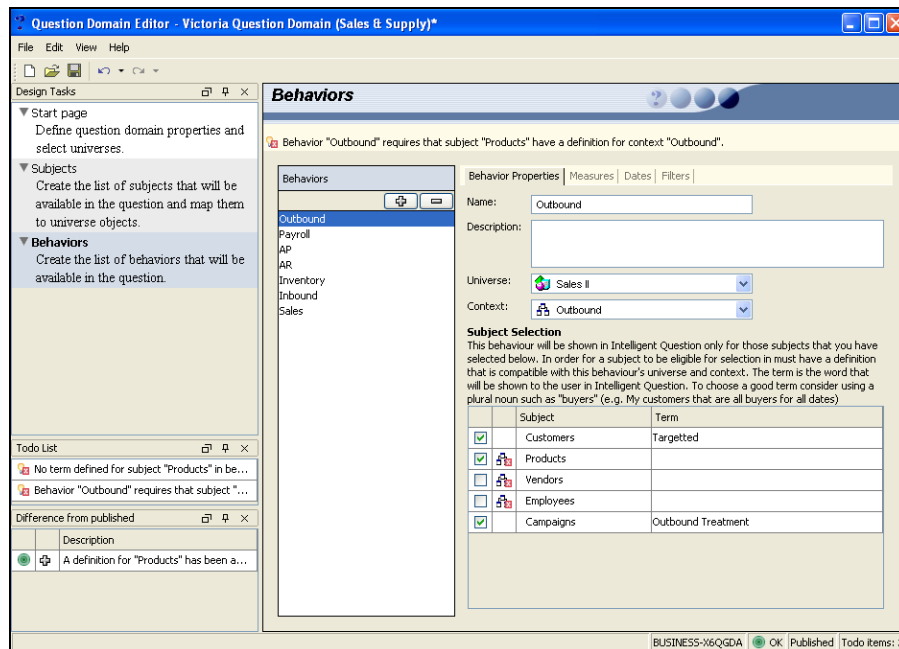 Question Domain Editor - Victoria Question Domain (Sales & Supply)*
File Edit View Help
Design Tasks
Start page
Define question domain properties and
select universes.
Subjects
Create the list of subjects that will be
available in the question and map them
to universe objects.
Behaviors
Create the list of behaviors that will be
available in the question.
Todo List
No term defined for subject "Products" in be...
Behavior "Outbound" requires that subject "...
Difference from published
Description
A definition for "Products" has been a...
Behaviors
Behavior "Outbound" requires that subject "Products" have a definition for context "Outbound".
Behaviors
Outbound
Payroll
AP
AR
Inventory
Inbound
Sales
Behavior Properties Measures Dates Filters
Name: Outbound
Description:
Universe: Sales II
Context: Outbound
Subject Selection
This behaviour will be shown in Intelligent Question only for those subjects that you have
selected below. In order for a subject to be eligible for selection in must have a definition
that is compatible with this behaviour's universe and context. The term is the word that
will be shown to the user in Intelligent Question. To choose a good term consider using a
plural noun such as "buyers" (e.g. My customers that are all buyers for all dates)
Subject Term
Customers Targetted
Products
Vendors
Employees
Campaigns Outbound Treatment
BUSINESS-X6QGDA OK Published Todo items: